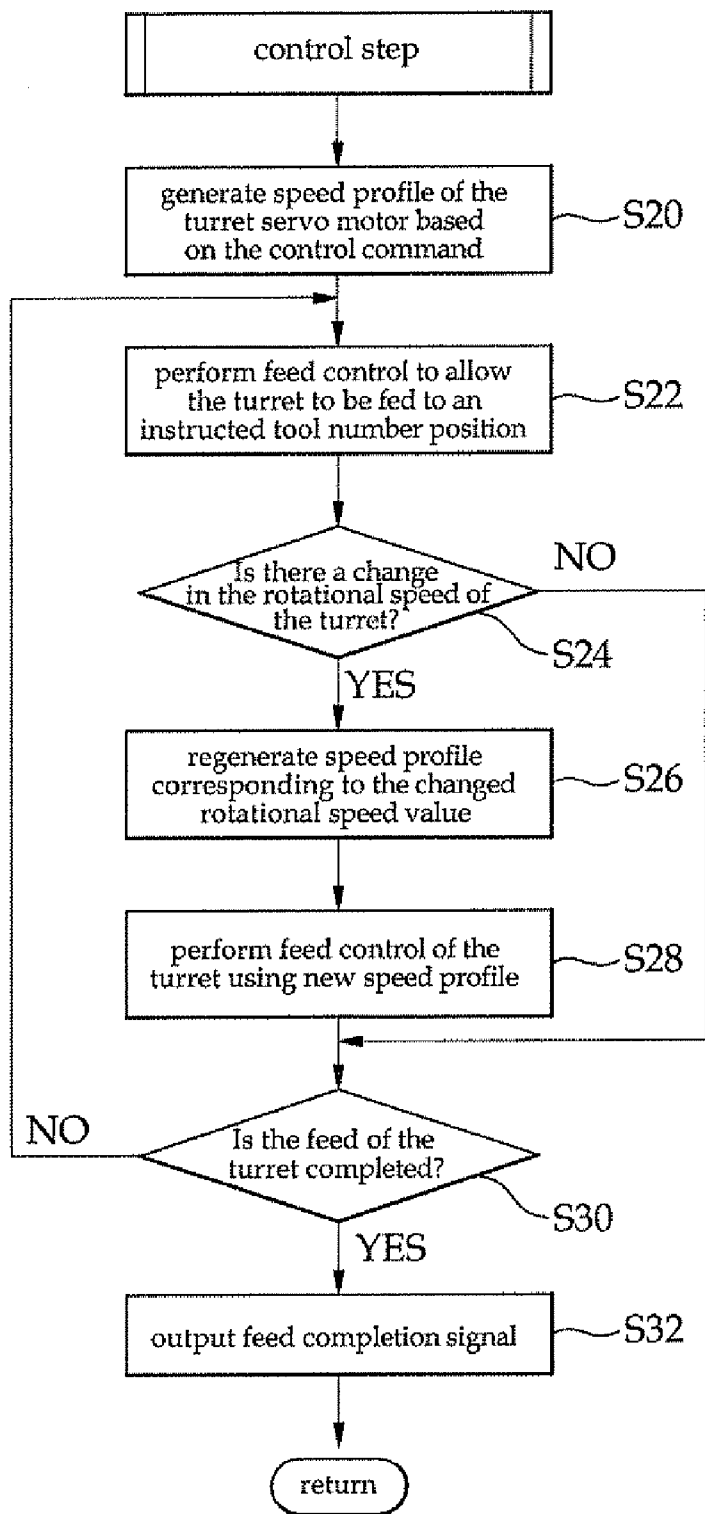 control step
generate speed profile of the
turret servo motor based
on the control command
S20
perform feed control to allow
the turret to be fed to an
instructed tool number position
S22
Is there a change
in the rotational speed of
the turret?
NO
S24
YES
regenerate speed profile
corresponding to the changed
rotational speed value
S26
perform feed control of the
turret using new speed profile
S28
NO
Is the feed of the
turret completed?
S30
YES
output feed completion signal
S32
return